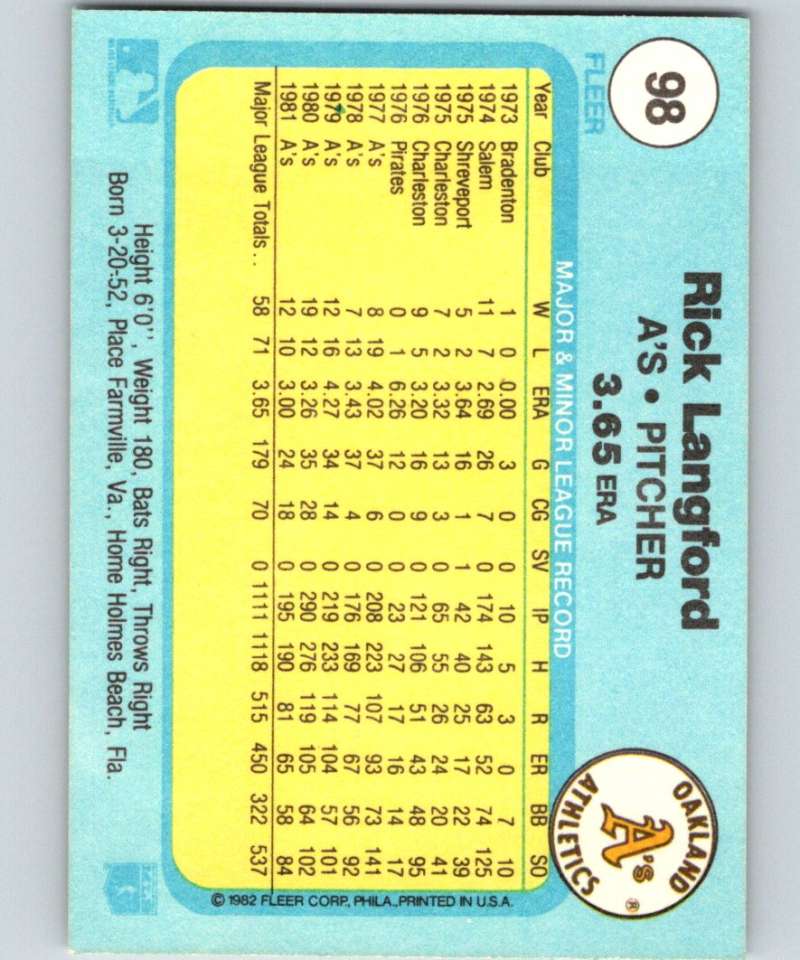 98
FLEER
Rick Langford
A'S • PITCHER
3.65 ERA
OAKLAND A's ATHLETICS ®
MAJOR & MINOR LEAGUE RECORD
Year Club W L ERA G CG SV IP H R ER BB SO
1973 Bradenton 1 0 0.00 3 0 0 10 5 3 0 7 10
1974 Salem 11 7 2.69 26 7 0 174 143 63 52 74 125
1975 Shreveport 5 2 3.64 16 1 1 42 40 25 17 22 39
1975 Charleston 7 2 3.32 13 3 0 65 55 26 24 20 41
1976 Charleston 9 5 3.20 16 9 0 121 106 51 43 48 95
1976 Pirates 0 1 6.26 12 0 0 23 27 17 16 14 17
1977 A's 8 19 4.02 37 6 0 208 223 107 93 73 141
1978 A's 7 13 3.43 37 4 0 176 169 77 67 56 92
1979 A's 12 16 4.27 34 14 0 219 233 114 104 57 101
1980 A's 19 12 3.26 35 28 0 290 276 119 105 64 102
1981 A's 12 10 3.00 24 18 0 195 190 81 65 58 84
Major League Totals . . 58 71 3.65 179 70 0 1111 1118 515 450 322 537
© 1982 FLEER CORP., PHILA., PRINTED IN U.S.A.
Height 6'0'', Weight 180, Bats Right, Throws Right
Born 3-20-52, Place Farmville, Va., Home Holmes Beach, Fla.